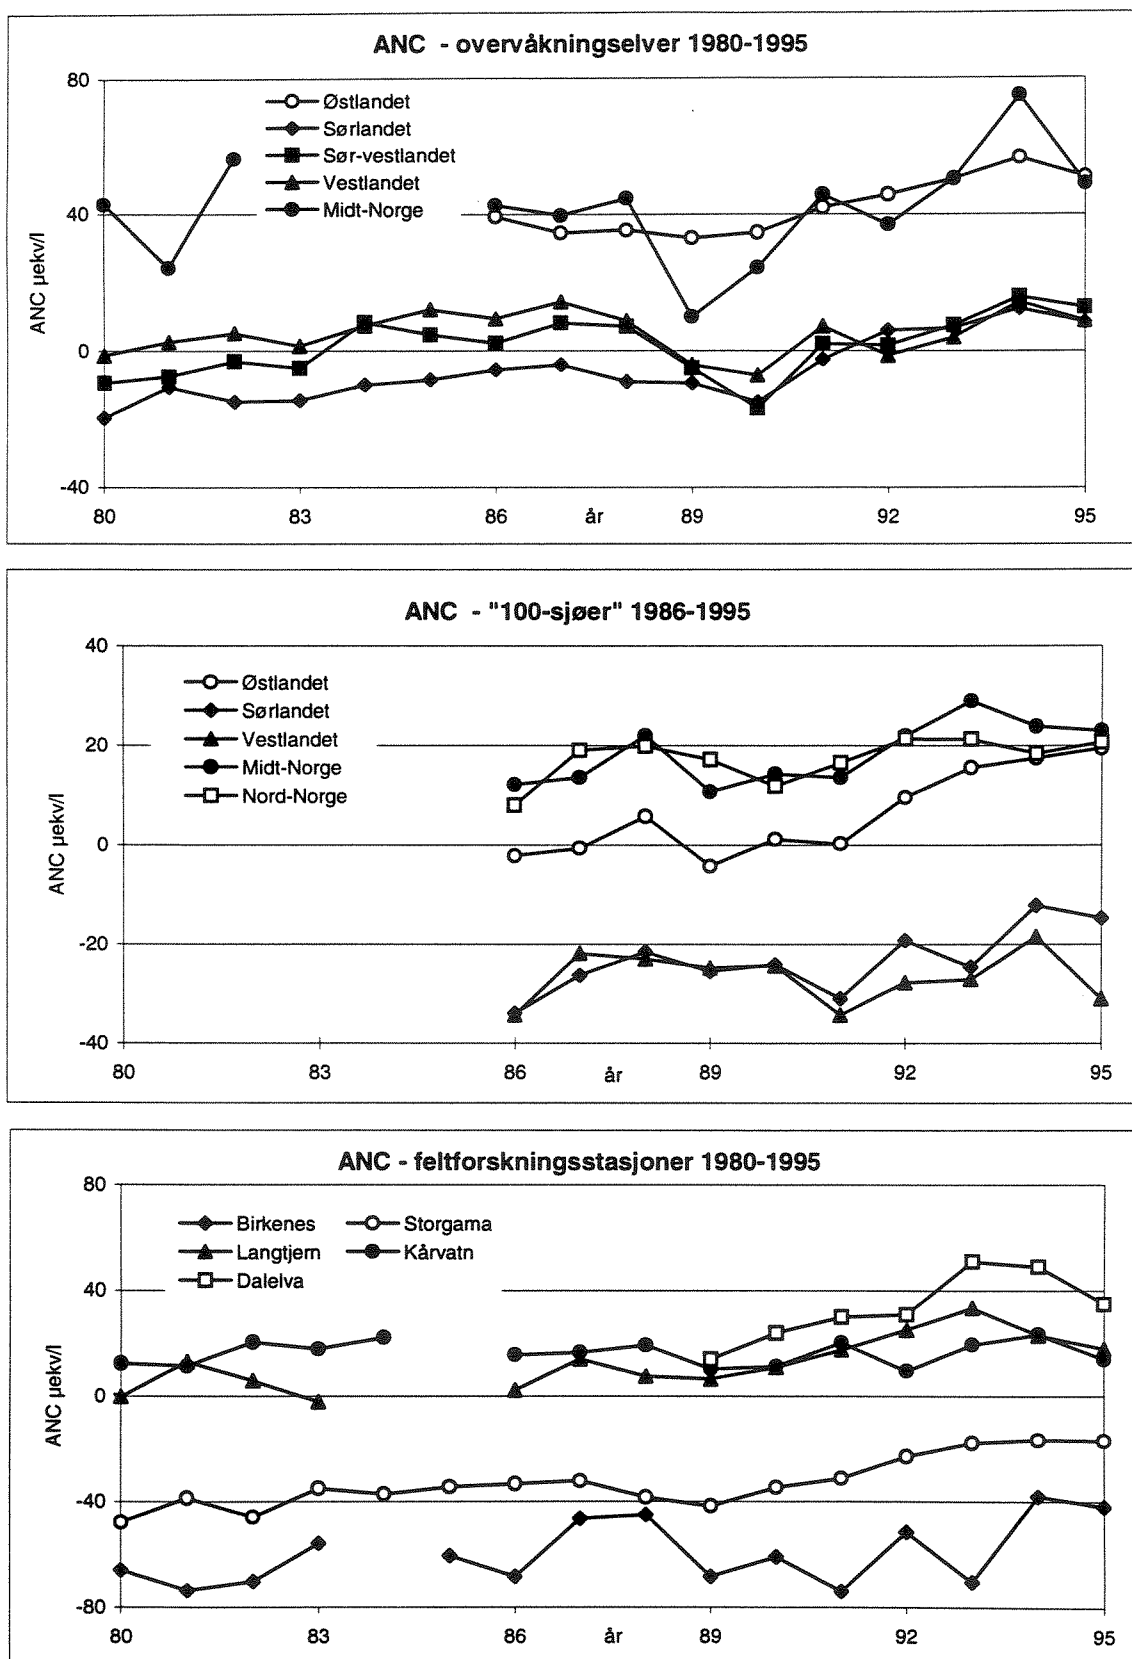 ANC - overvåkningselver 1980-1995
80
40
0
-40
ANC µekv/l
Østlandet
Sørlandet
Sør-vestlandet
Vestlandet
Midt-Norge
80 83 86 år 89 92 95
ANC - "100-sjøer" 1986-1995
40
20
0
-20
-40
ANC µekv/l
Østlandet
Sørlandet
Vestlandet
Midt-Norge
Nord-Norge
80 83 86 år 89 92 95
ANC - feltforskningsstasjoner 1980-1995
80
40
0
-40
-80
ANC µekv/l
Birkenes Storgama
Langtjern Kårvatn
Dalelva
80 83 86 år 89 92 95